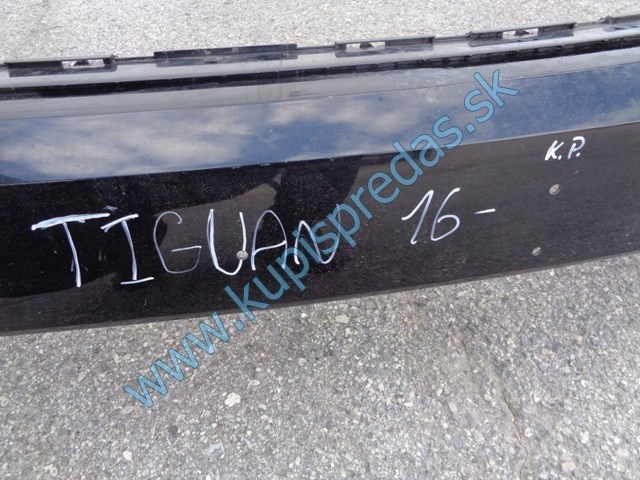 K.P.
TIGUAN 16-
www.kupispredas.sk